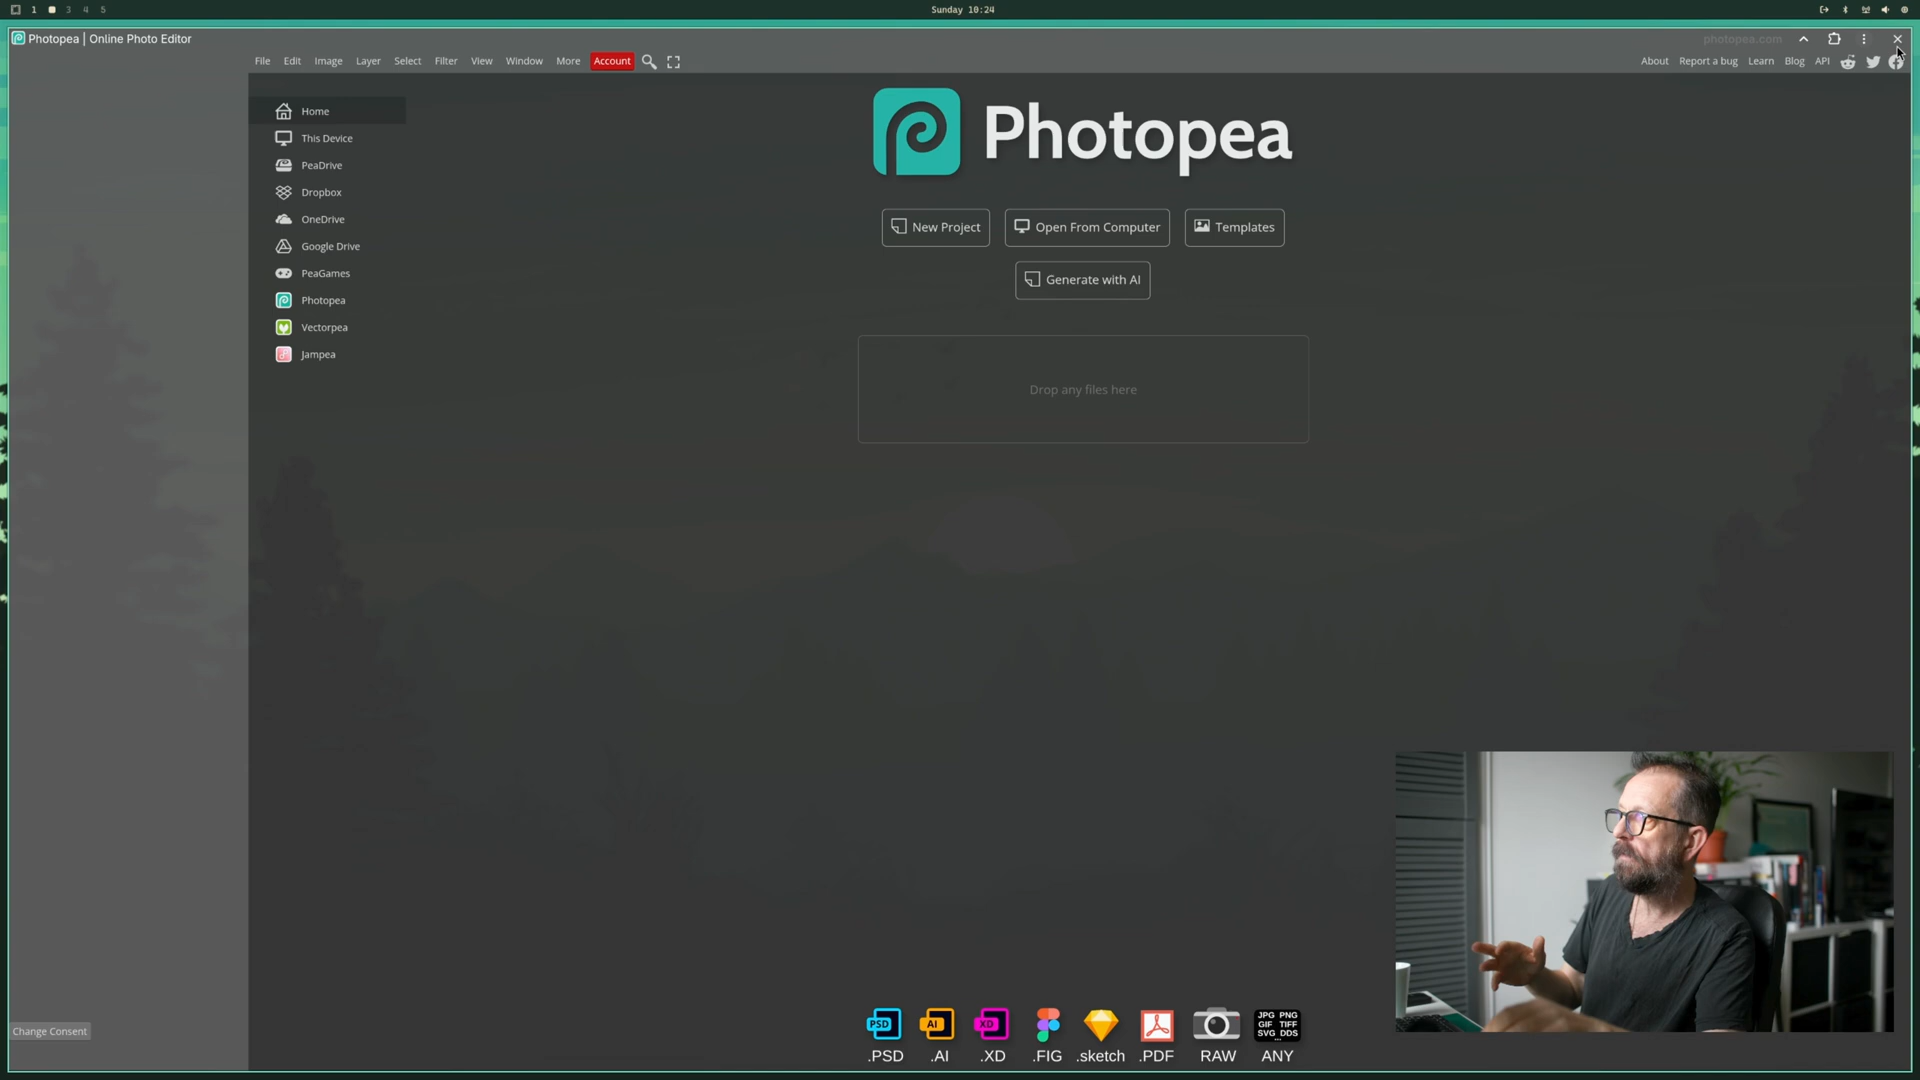 1 3 4 5
Sunday 10:24
Photopea | Online Photo Editor
photopea.com
File Edit Image Layer Select Filter View Window More Account
About Report a bug Learn Blog API
Home
This Device
PeaDrive
Dropbox
OneDrive
Google Drive
PeaGames
Photopea
Vectorpea
Jampea
Photopea
New Project
Open From Computer
Templates
Generate with AI
Drop any files here
Change Consent
PSD AI XD JPG PNG
GIF TIFF
SVG DDS
...
.PSD .AI .XD .FIG .sketch .PDF RAW ANY